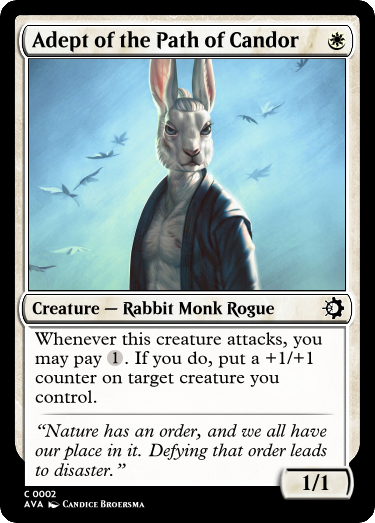 Adept of the Path of Candor
Creature — Rabbit Monk Rogue
Whenever this creature attacks, you
may pay 1. If you do, put a +1/+1
counter on target creature you
control.
“Nature has an order, and we all have
our place in it. Defying that order leads
to disaster.”
1/1
C 0002
AVA Candice Broersma